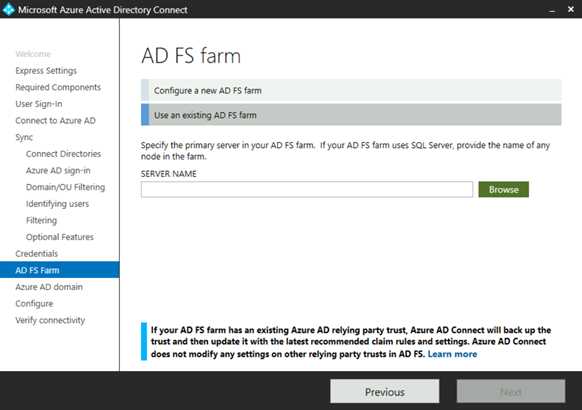 Microsoft Azure Active Directory Connect
Welcome
Express Settings
Required Components
User Sign-In
Connect to Azure AD
Sync
Connect Directories
Azure AD sign-in
Domain/OU Filtering
Identifying users
Filtering
Optional Features
Credentials
AD FS Farm
Azure AD domain
Configure
Verify connectivity
AD FS farm
Configure a new AD FS farm
Use an existing AD FS farm
Specify the primary server in your AD FS farm. If your AD FS farm uses SQL Server, provide the name of any
node in the farm.
SERVER NAME
Browse
If your AD FS farm has an existing Azure AD relying party trust, Azure AD Connect will back up the
trust and then update it with the latest recommended claim rules and settings. Azure AD Connect
does not modify any settings on other relying party trusts in AD FS. Learn more
Previous
Next